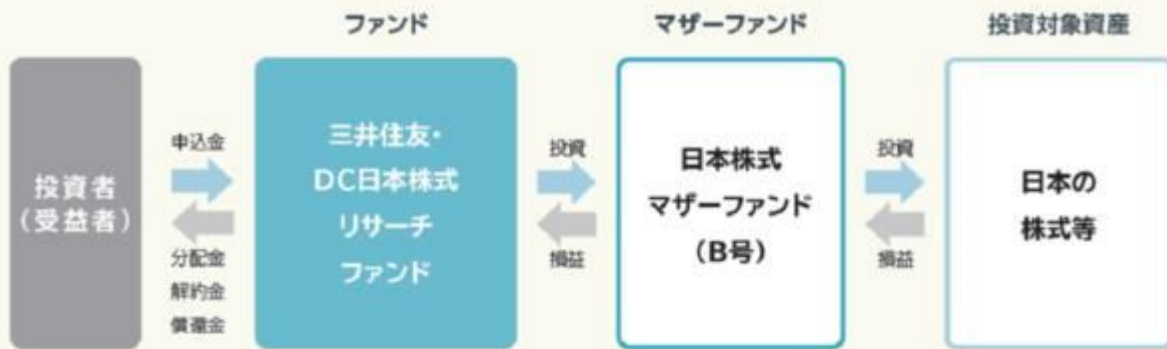 ファンド
マザーファンド
投資対象資産
投資者
（受益者）
申込金
分配金
解約金
償還金
三井住友・
DC日本株式
リサーチ
ファンド
投資
損益
日本株式
マザーファンド
（B号）
投資
損益
日本の
株式等